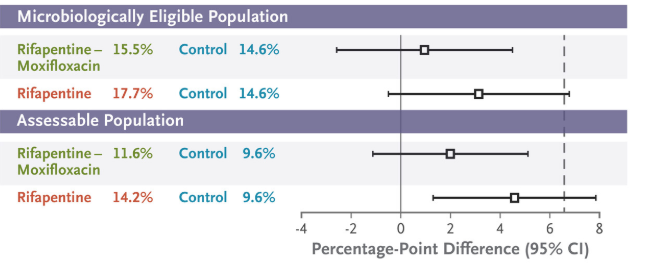 Microbiologically Eligible Population
Rifapentine – 15.5% Control 14.6%
Moxifloxacin
Rifapentine 17.7% Control 14.6%
Assessable Population
Rifapentine – 11.6% Control 9.6%
Moxifloxacin
Rifapentine 14.2% Control 9.6%
-4 -2 0 2 4 6 8
Percentage-Point Difference (95% CI)